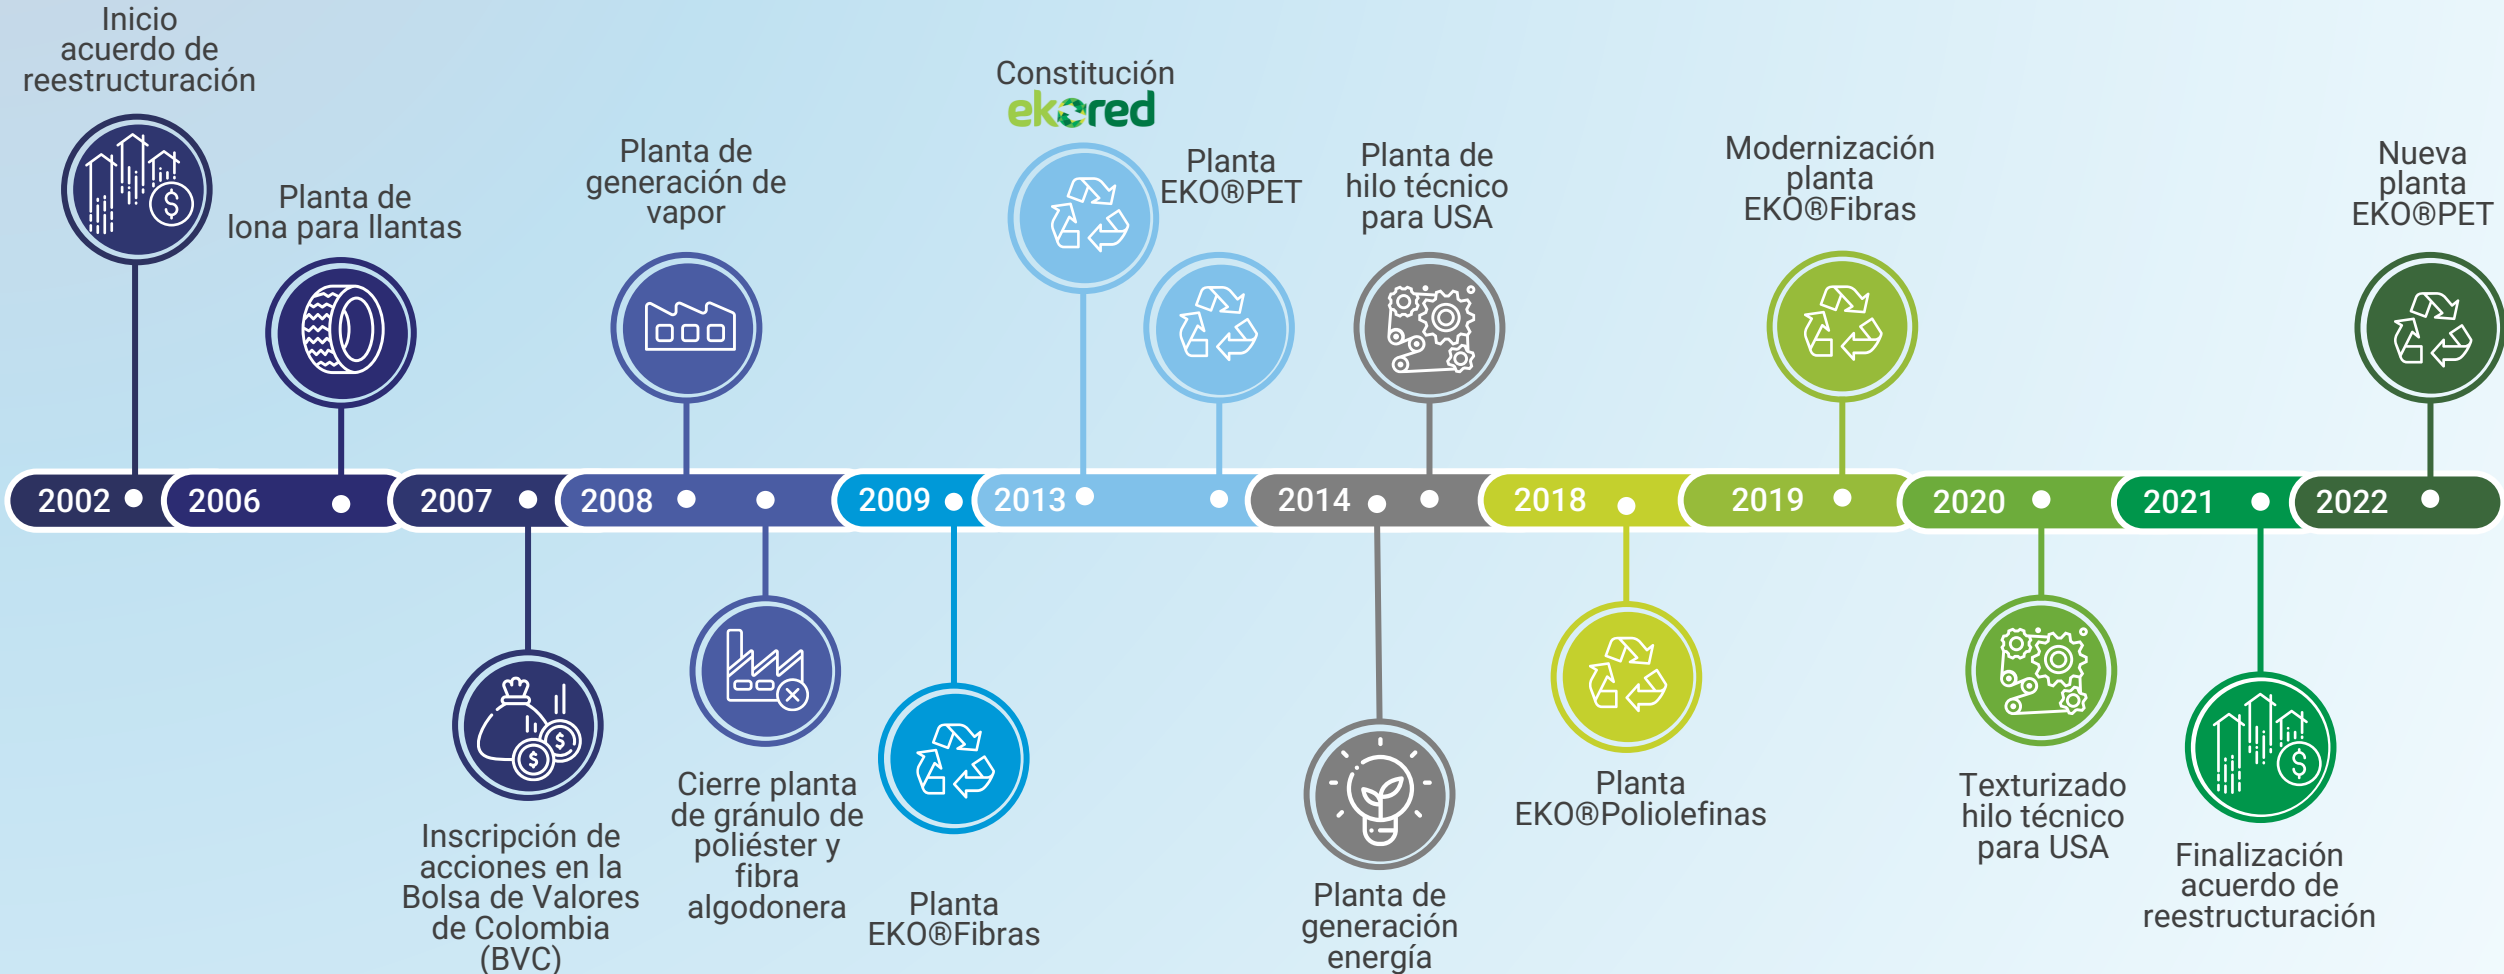 Inicio
acuerdo de
reestructuración
Planta de
lona para llantas
Planta de
generación de
vapor
Constitución
ekored
Planta
EKO®PET
Planta de
hilo técnico
para USA
Modernización
planta
EKO®Fibras
Nueva
planta
EKO®PET
2002
2006
2007
2008
2009
2013
2014
2018
2019
2020
2021
2022
Inscripción de
acciones en la
Bolsa de Valores
de Colombia
(BVC)
Cierre planta
de gránulo de
poliéster y
fibra
algodonera
Planta
EKO®Fibras
Planta de
generación
energía
Planta
EKO®Poliolefinas
Texturizado
hilo técnico
para USA
Finalización
acuerdo de
reestructuración